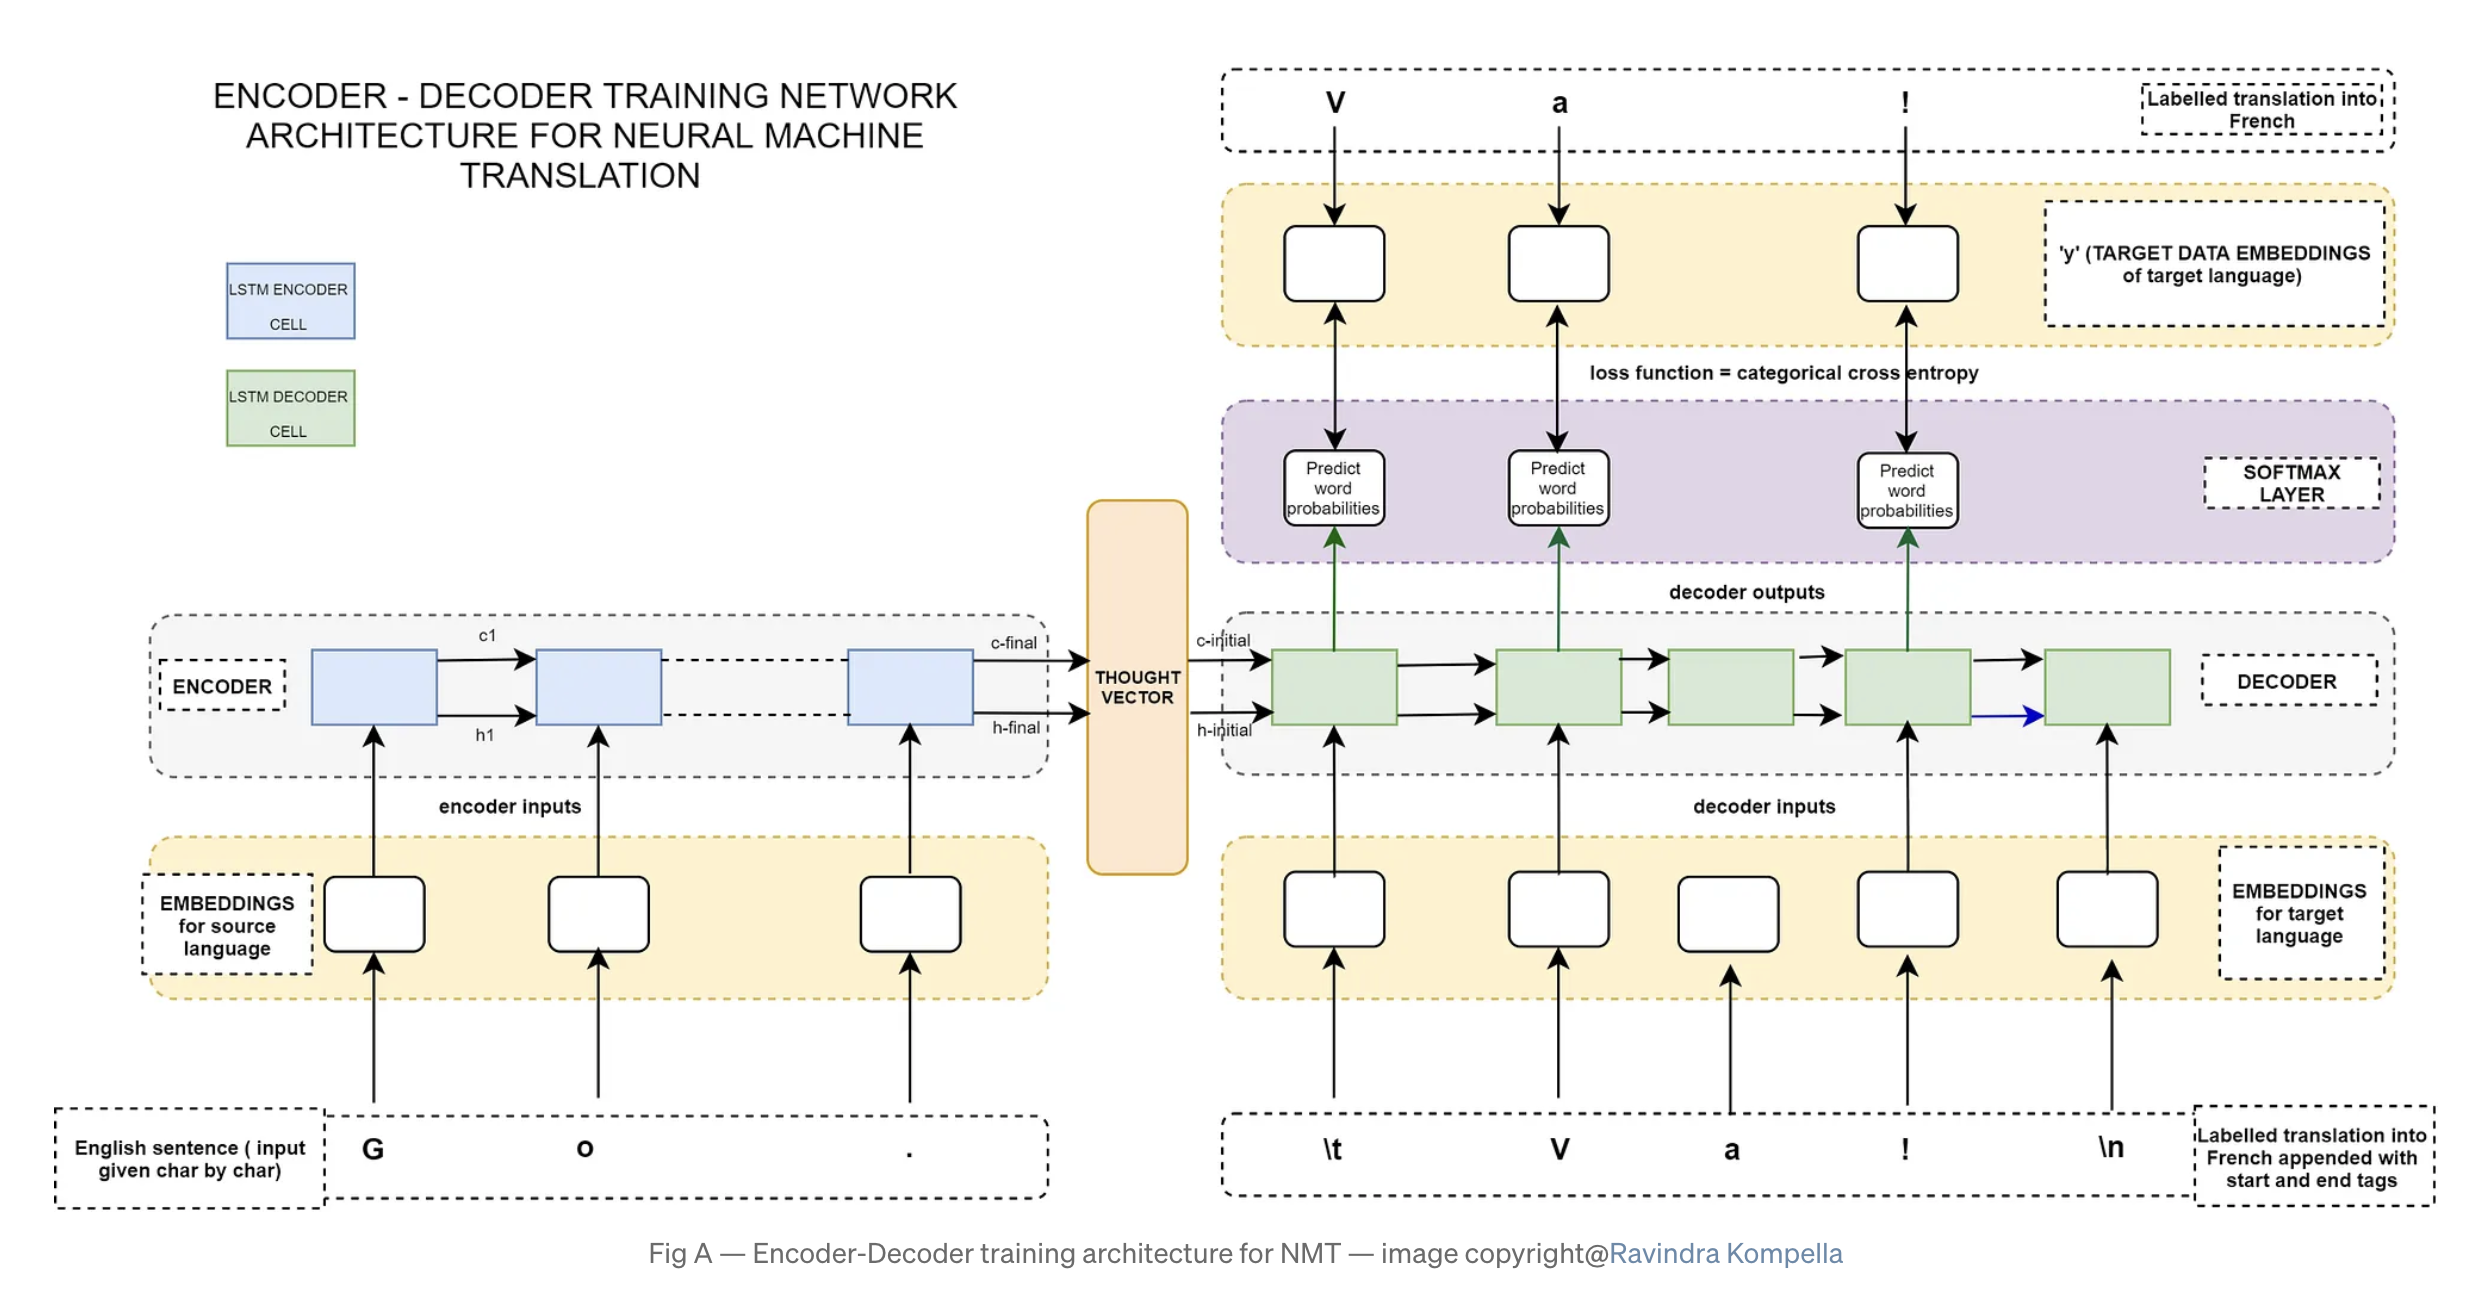 ENCODER - DECODER TRAINING NETWORK
ARCHITECTURE FOR NEURAL MACHINE
TRANSLATION
LSTM ENCODER
CELL
LSTM DECODER
CELL
V a !
Labelled translation into
French
'y' (TARGET DATA EMBEDDINGS
of target language)
loss function = categorical cross entropy
Predict
word
probabilities
Predict
word
probabilities
Predict
word
probabilities
SOFTMAX
LAYER
decoder outputs
ENCODER
c1
h1
c-final
h-final
THOUGHT
VECTOR
c-initial
h-initial
DECODER
encoder inputs
decoder inputs
EMBEDDINGS
for source
language
EMBEDDINGS
for target
language
English sentence ( input
given char by char)
G o .
\t V a ! \n
Labelled translation into
French appended with
start and end tags
Fig A — Encoder-Decoder training architecture for NMT — image copyright@Ravindra Kompella